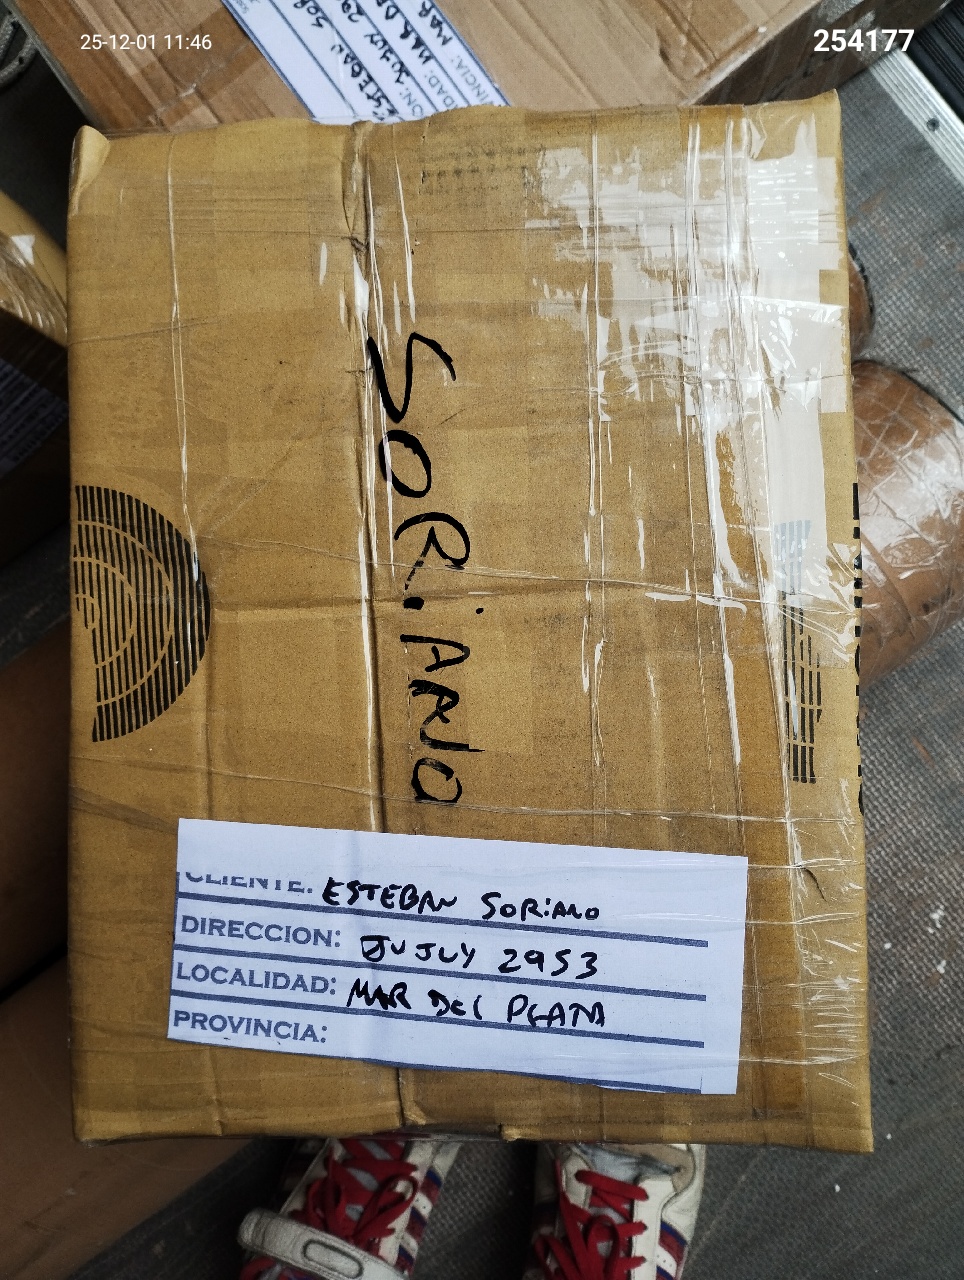 25-12-01 11:46
254177
SORiANO
CLIENTE: ESTEBAN SORiANO
DIRECCION: JUJUY 2953
LOCALIDAD: MAR DEL PLATA
PROVINCIA: